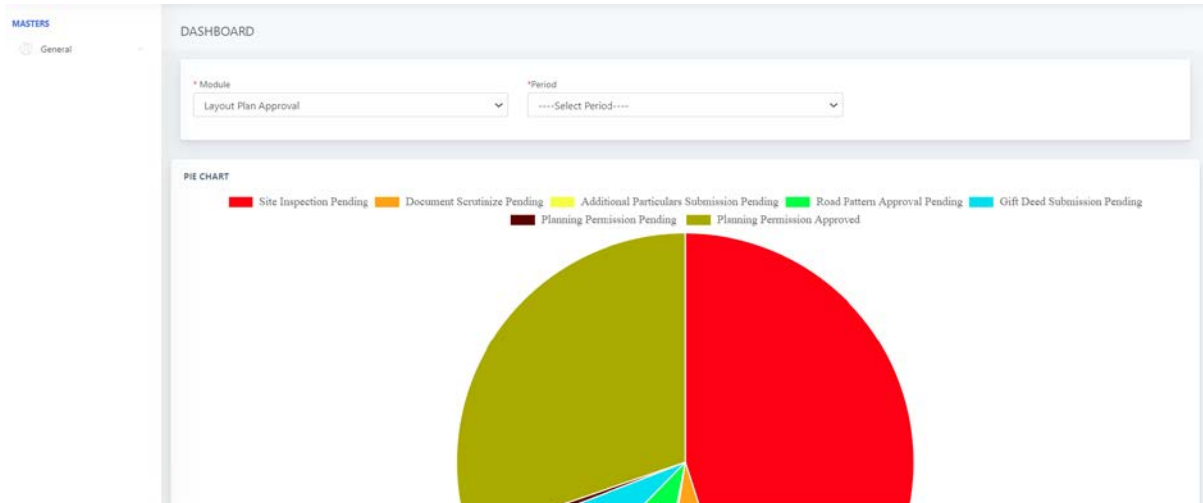 MASTERS
General
DASHBOARD
* Module
*Period
Layout Plan Approval
----Select Period----
PIE CHART
Site Inspection Pending Document Scrutinize Pending Additional Particulars Submission Pending Road Pattern Approval Pending Gift Deed Submission Pending
Planning Permission Pending Planning Permission Approved